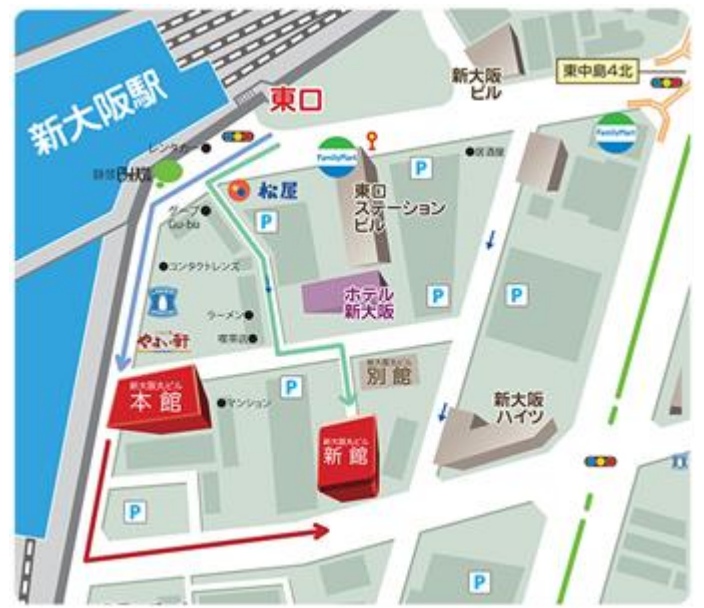 新大阪駅
東口
新大阪
ビル
東中島4北
レンタカー
FamilyMart
FamilyMart
P
居酒屋
松屋
東口
ステーション
ビル
グーブ
Gu-bu
P
コンタクトレンズ
P
P
ホテル
新大阪
ラーメン
喫茶店
やよい軒
新大阪丸ビル
別館
新大阪丸ビル
本館
P
マンション
新大阪
ハイツ
新大阪丸ビル
新館
P
P